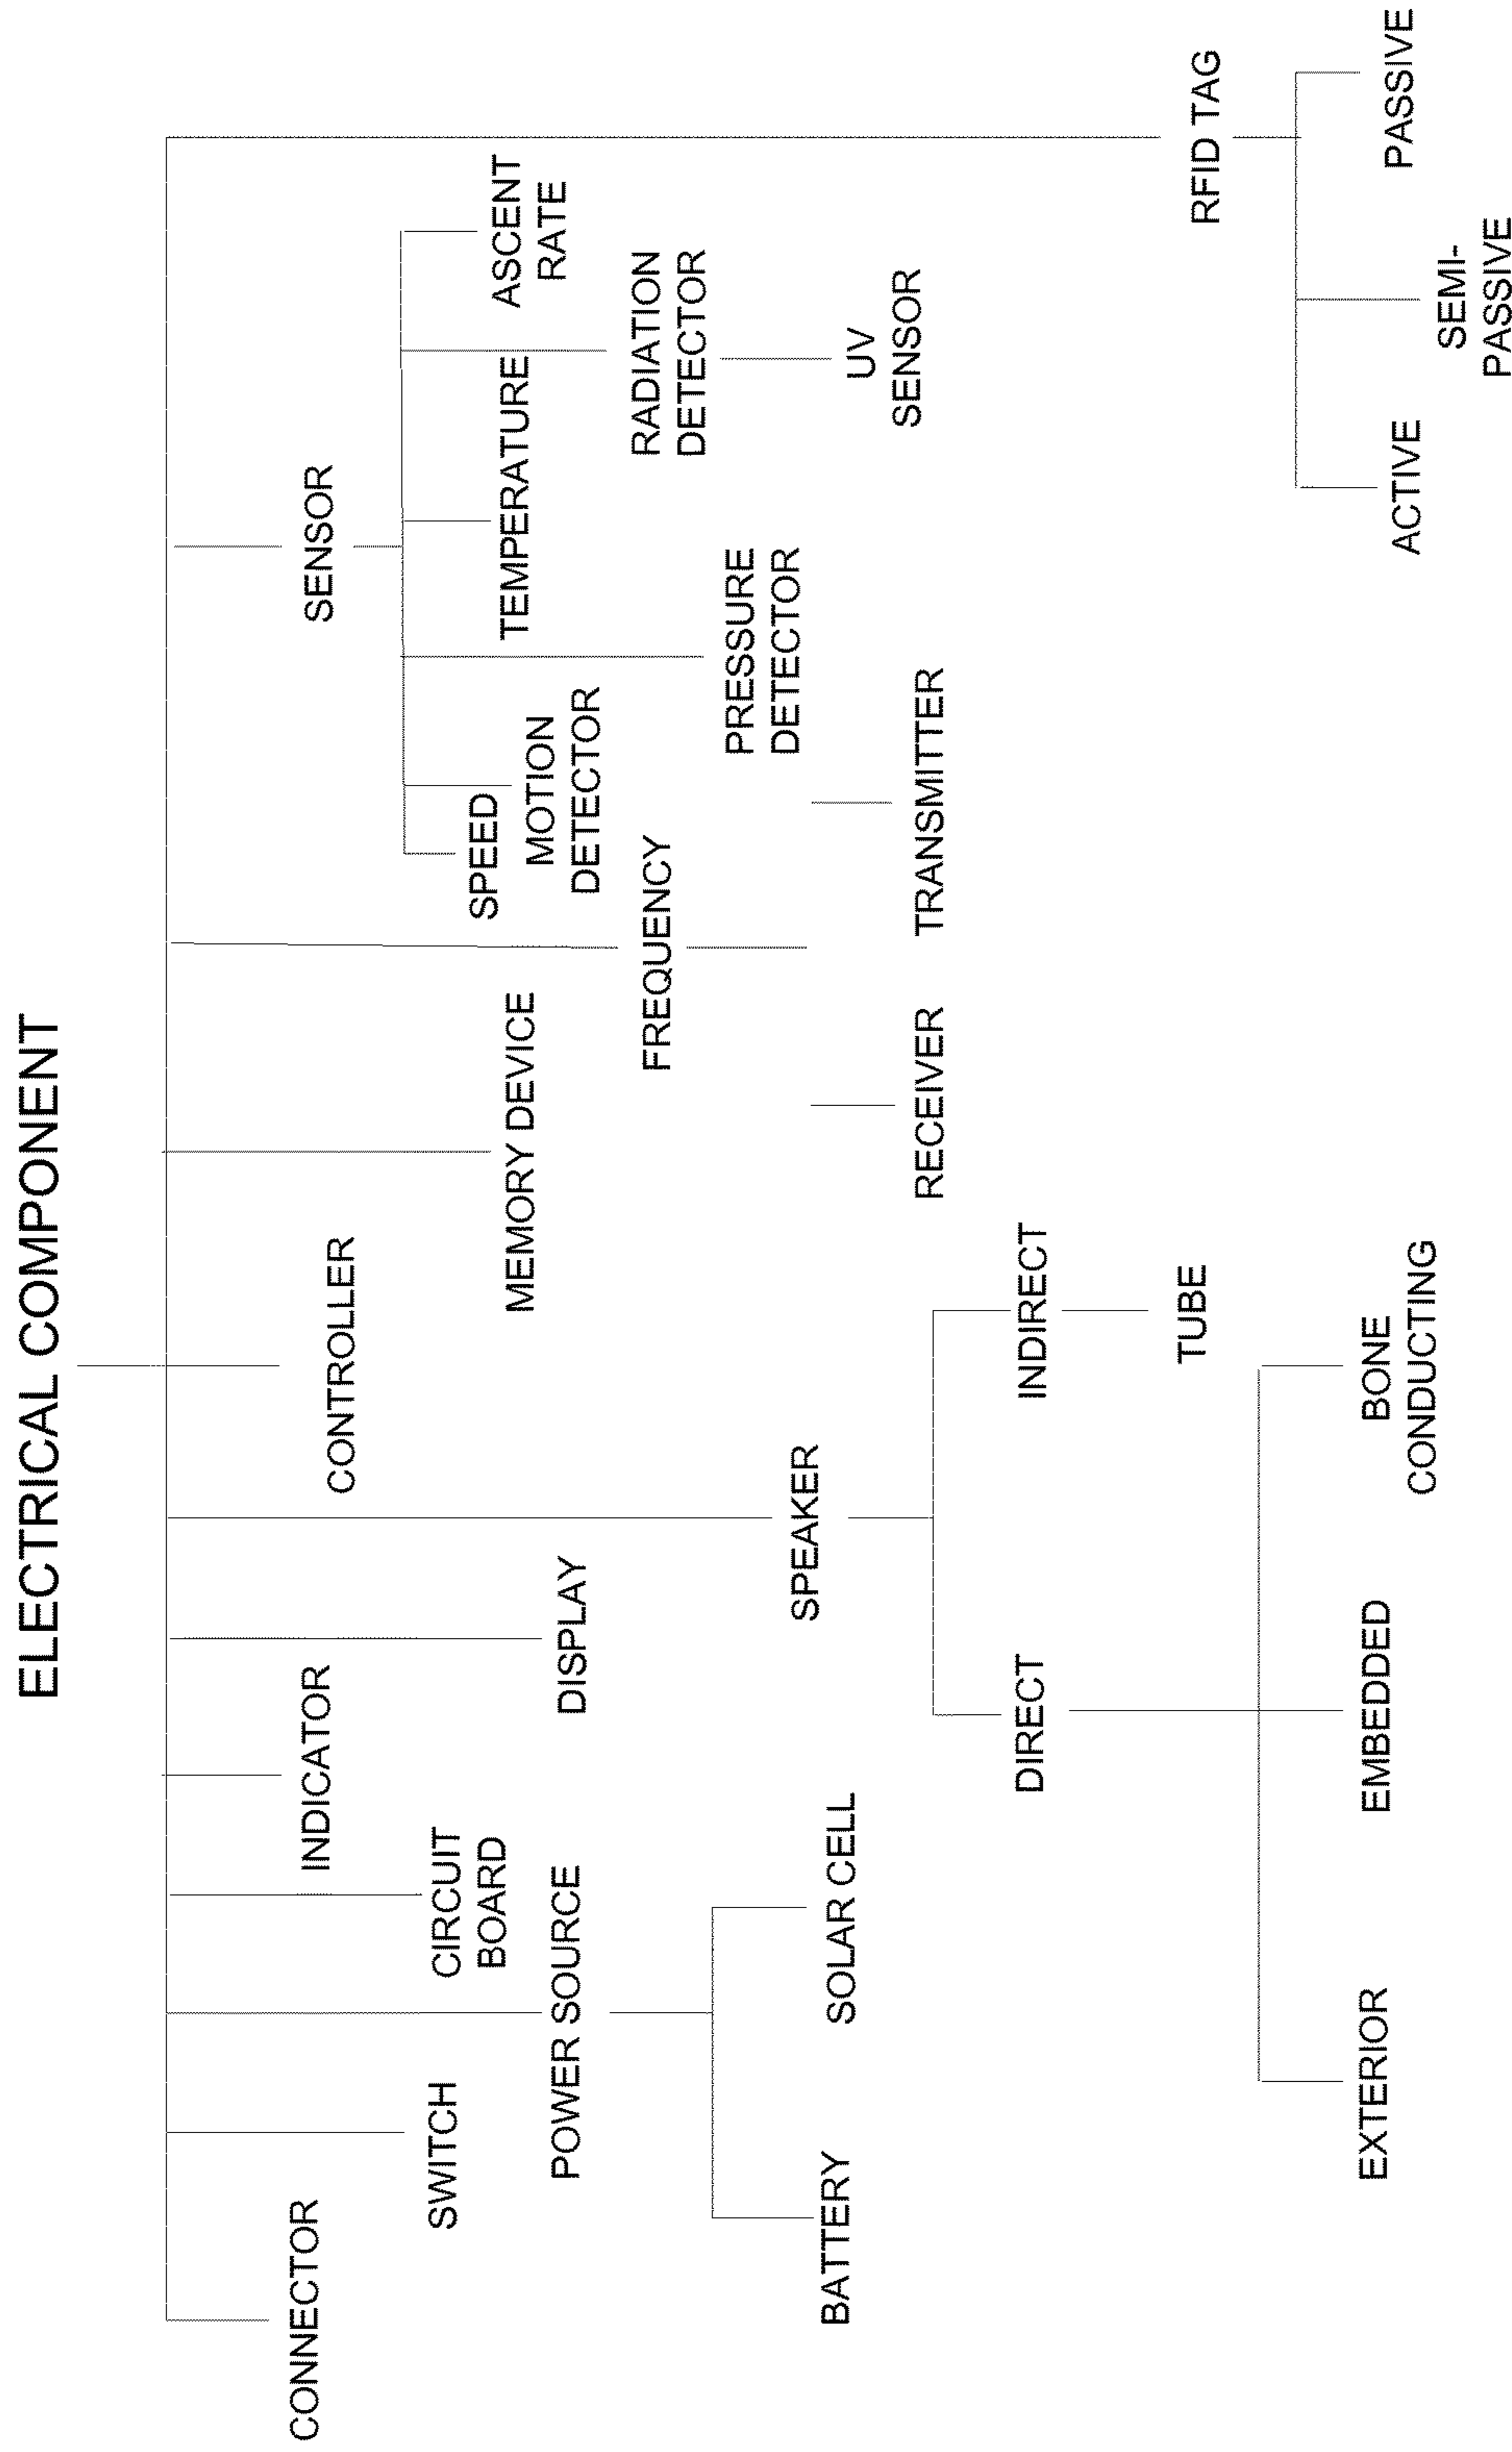 ELECTRICAL COMPONENT
CONNECTOR
SWITCH
POWER SOURCE
BATTERY
SOLAR CELL
CIRCUIT
BOARD
INDICATOR
DISPLAY
SPEAKER
DIRECT
EXTERIOR
EMBEDDED
BONE
CONDUCTING
INDIRECT
TUBE
CONTROLLER
MEMORY DEVICE
FREQUENCY
RECEIVER
TRANSMITTER
SENSOR
SPEED
MOTION
DETECTOR
PRESSURE
DETECTOR
TEMPERATURE
RADIATION
DETECTOR
UV
SENSOR
ASCENT
RATE
RFID TAG
ACTIVE
SEMI-
PASSIVE
PASSIVE